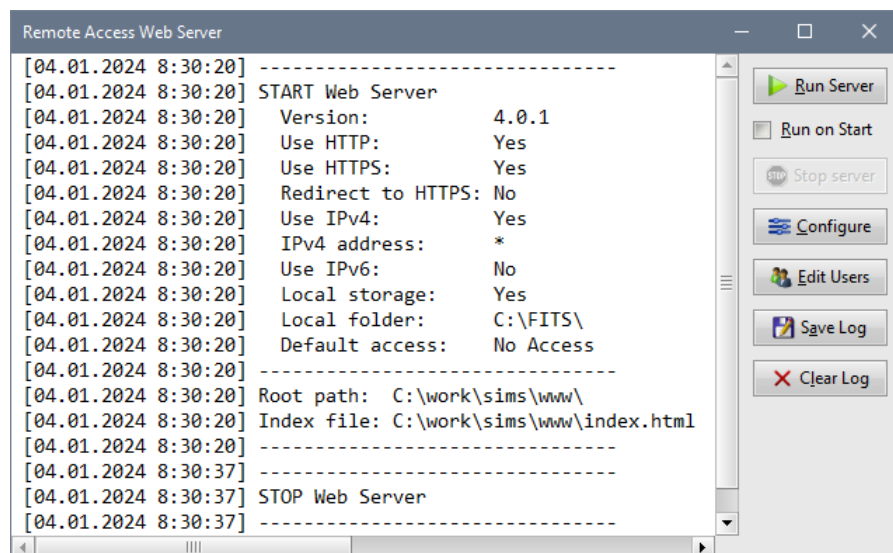 Remote Access Web Server
[04.01.2024 8:30:20] --------------------------------
[04.01.2024 8:30:20] START Web Server
[04.01.2024 8:30:20]   Version:           4.0.1
[04.01.2024 8:30:20]   Use HTTP:          Yes
[04.01.2024 8:30:20]   Use HTTPS:         Yes
[04.01.2024 8:30:20]   Redirect to HTTPS: No
[04.01.2024 8:30:20]   Use IPv4:          Yes
[04.01.2024 8:30:20]   IPv4 address:      *
[04.01.2024 8:30:20]   Use IPv6:          No
[04.01.2024 8:30:20]   Local storage:     Yes
[04.01.2024 8:30:20]   Local folder:      C:\FITS\
[04.01.2024 8:30:20]   Default access:    No Access
[04.01.2024 8:30:20] --------------------------------
[04.01.2024 8:30:20] Root path:  C:\work\sims\www\
[04.01.2024 8:30:20] Index file: C:\work\sims\www\index.html
[04.01.2024 8:30:20] --------------------------------
[04.01.2024 8:30:37] --------------------------------
[04.01.2024 8:30:37] STOP Web Server
[04.01.2024 8:30:37] --------------------------------
Run Server
Run on Start
STOP Stop server
Configure
Edit Users
Save Log
Clear Log